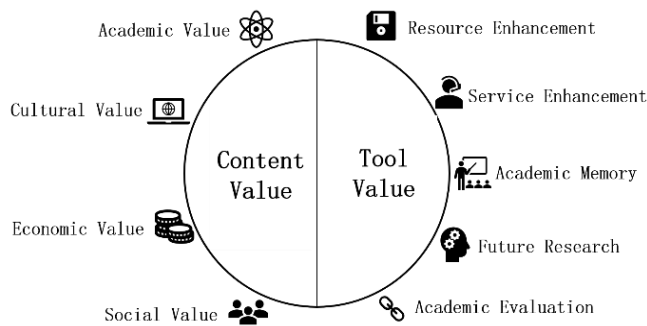 Academic Value
Resource Enhancement
Cultural Value
Service Enhancement
Content
Value
Tool
Value
Academic Memory
Economic Value
Future Research
Social Value
Academic Evaluation